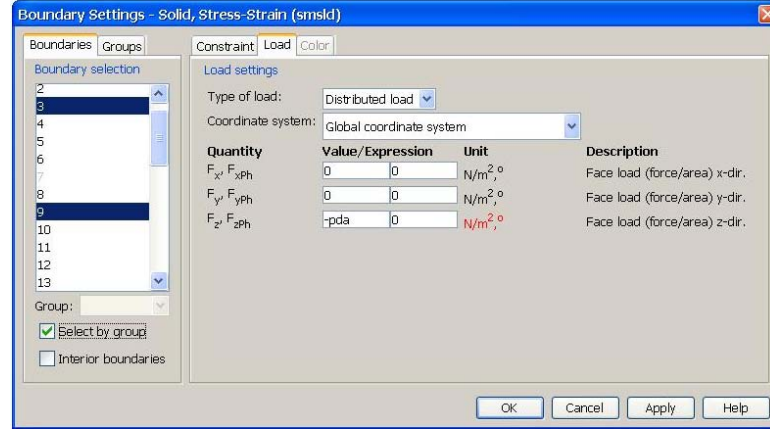 Boundary Settings - Solid, Stress-Strain (smsld)
Boundaries Groups
Constraint Load Color
Boundary selection
2
3
4
5
6
7
8
9
10
11
12
13
Group:
Select by group
Interior boundaries
Load settings
Type of load: Distributed load
Coordinate system: Global coordinate system
Quantity Value/Expression Unit Description
Fx, FxPh 0 0 N/m²,° Face load (force/area) x-dir.
Fy, FyPh 0 0 N/m²,° Face load (force/area) y-dir.
Fz, FzPh -pda 0 N/m²,° Face load (force/area) z-dir.
OK Cancel Apply Help